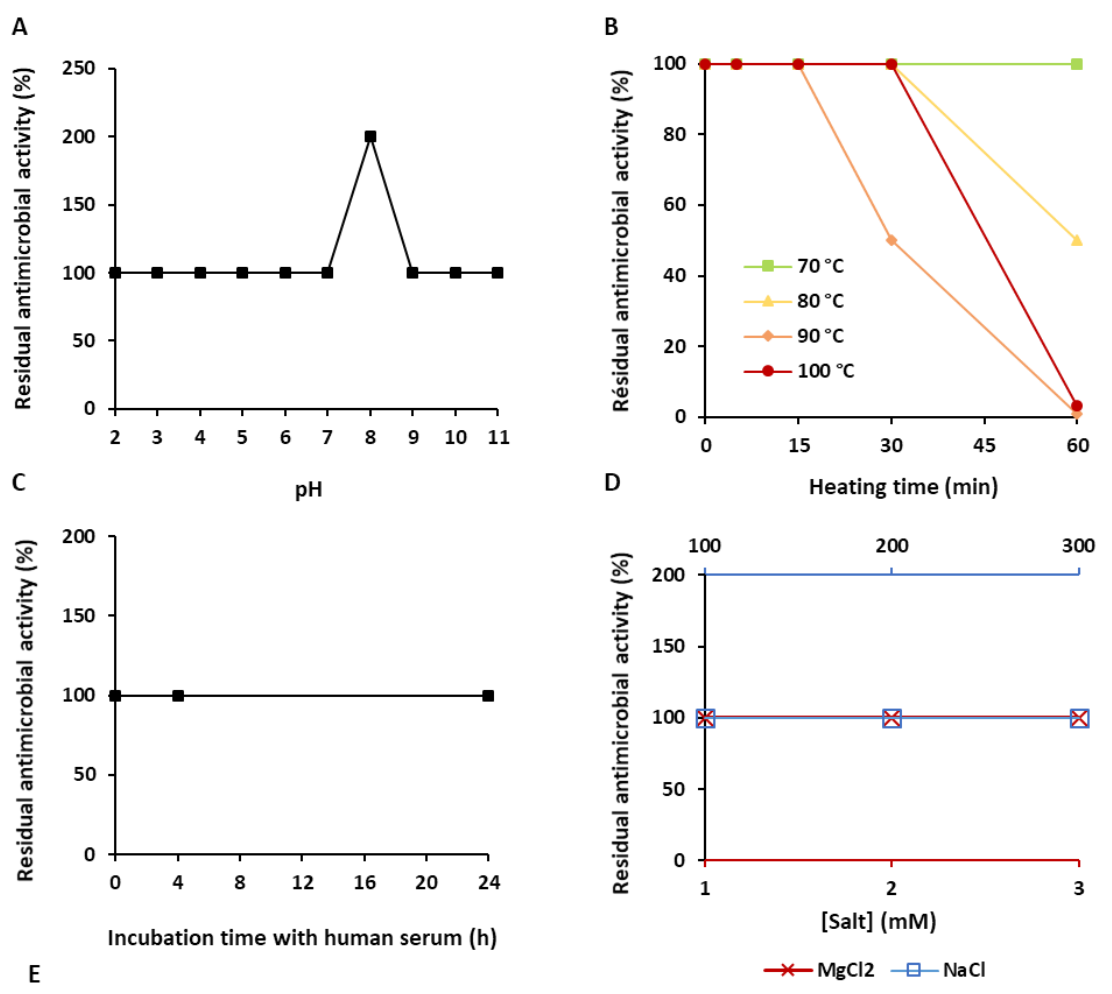 A
Residual antimicrobial activity (%)
250
200
150
100
50
0
2 3 4 5 6 7 8 9 10 11
pH
B
Résidual antimicrobial activity (%)
100
80
60
40
20
0
70 °C
80 °C
90 °C
100 °C
0 15 30 45 60
Heating time (min)
C
Residual antimicrobial activity (%)
200
150
100
50
0
0 4 8 12 16 20 24
Incubation time with human serum (h)
D
Residual antimicrobial activity (%)
100 200 300
200
150
100
50
0
1 2 3
[Salt] (mM)
MgCl2 NaCl
E